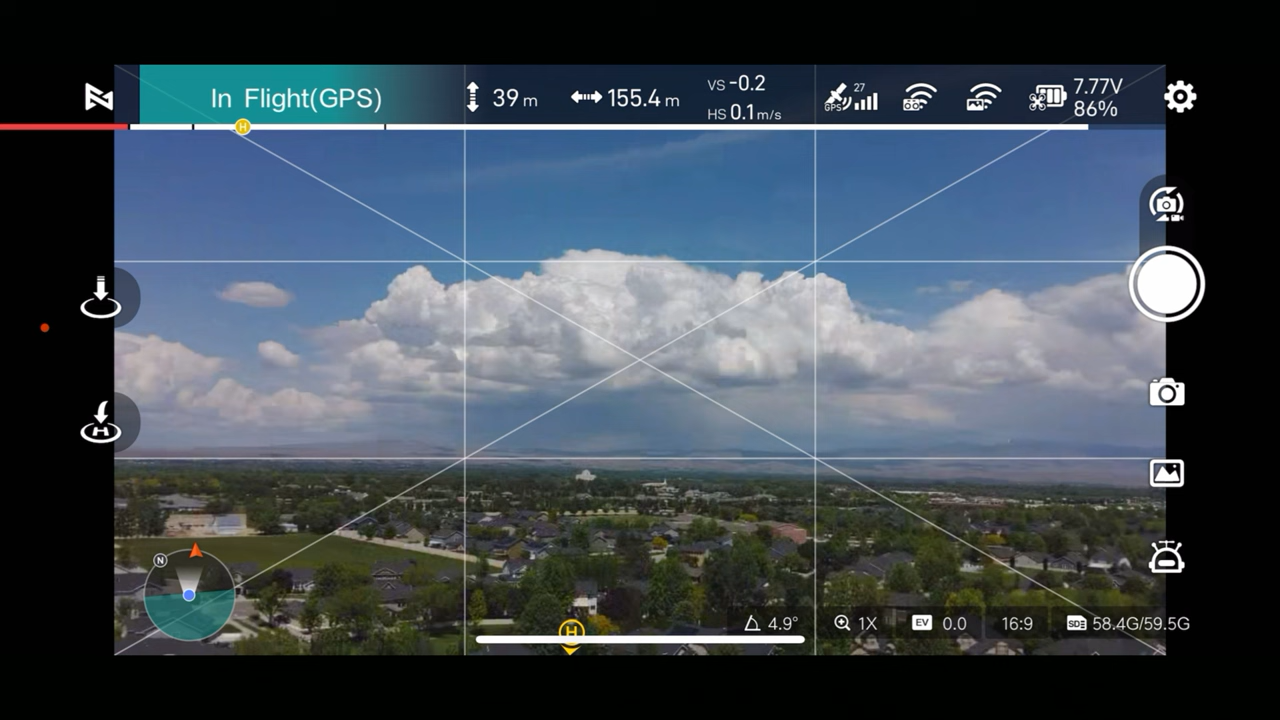 In Flight(GPS)
39 m
155.4 m
VS -0.2
HS 0.1 m/s
GPS
27
7.77V
86%
H
N
H
4.9°
1X
EV 0.0
16:9
58.4G/59.5G